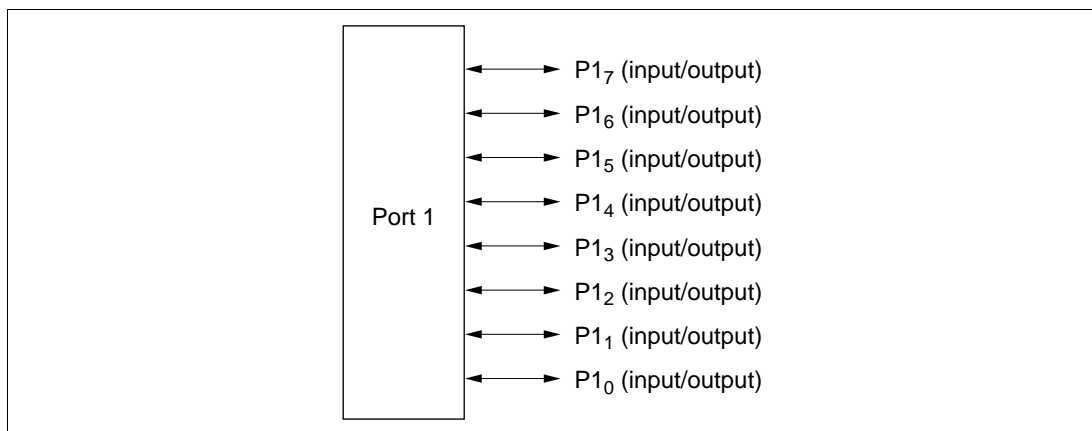 P1₇ (input/output)
P1₆ (input/output)
P1₅ (input/output)
P1₄ (input/output)
Port 1
P1₃ (input/output)
P1₂ (input/output)
P1₁ (input/output)
P1₀ (input/output)